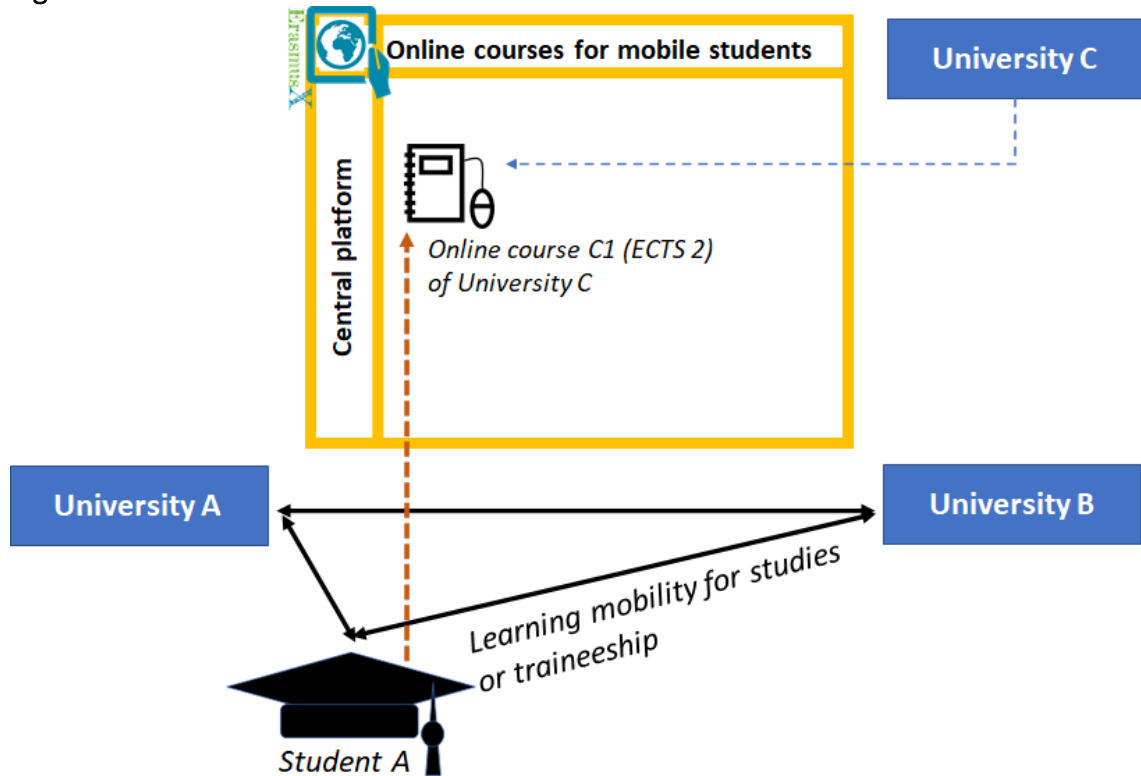 ErasmusX
Online courses for mobile students
University C
Central platform
Online course C1 (ECTS 2)
of University C
University A
University B
Learning mobility for studies
or traineeship
Student A